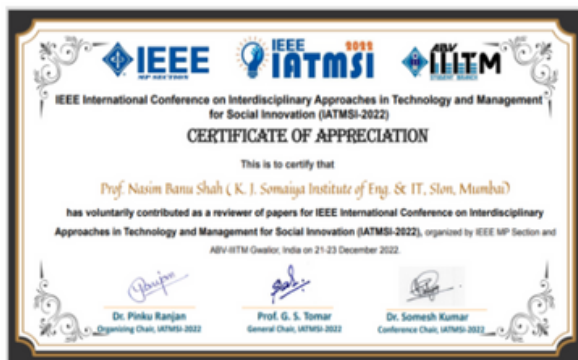 IEEE
MP SECTION
IEEE 2022
IATMSI
ABV
IIITM
STUDENT BRANCH
IEEE International Conference on Interdisciplinary Approaches in Technology and Management
for Social Innovation (IATMSI-2022)
CERTIFICATE OF APPRECIATION
This is to certify that
Prof. Nasim Banu Shah ( K. J. Somaiya Institute of Eng. & IT, SIon, Mumbai)
has voluntarily contributed as a reviewer of papers for IEEE International Conference on Interdisciplinary
Approaches in Technology and Management for Social Innovation (IATMSI-2022), organized by IEEE MP Section and
ABV-IIITM Gwalior, India on 21-23 December 2022.
Dr. Pinku Ranjan Prof. G. S. Tomar Dr. Somesh Kumar
Organizing Chair, IATMSI-2022 General Chair, IATMSI-2022 Conference Chair, IATMSI-2022